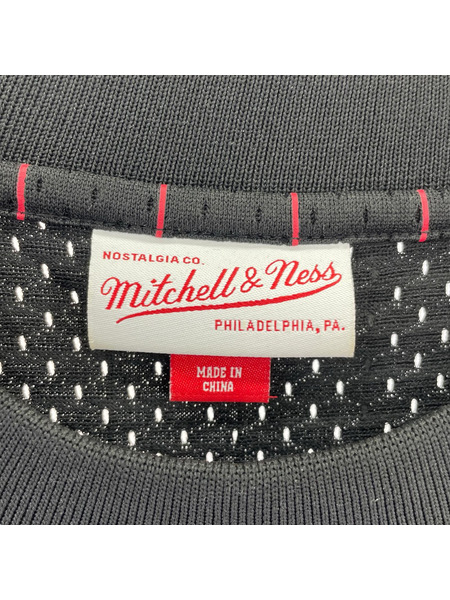 NOSTALGIA CO.
Mitchell & Ness
PHILADELPHIA, PA.
MADE IN
CHINA